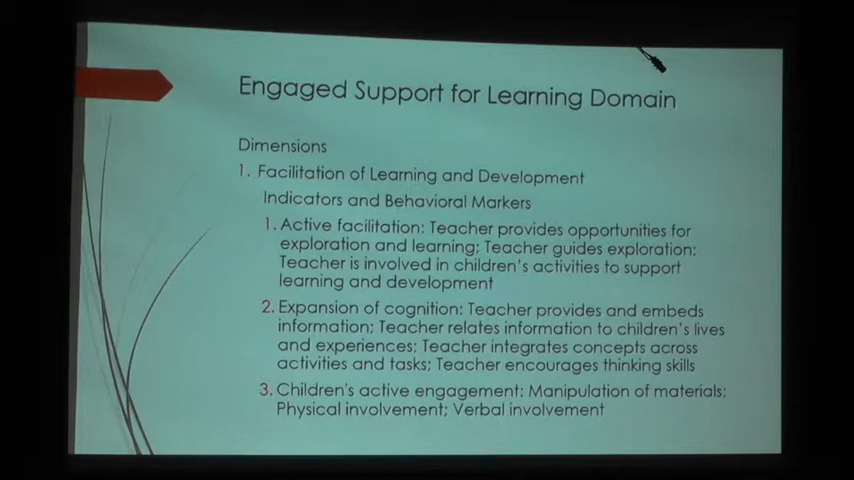 Engaged Support for Learning Domain
Dimensions
1. Facilitation of Learning and Development
Indicators and Behavioral Markers
1. Active facilitation: Teacher provides opportunities for
exploration and learning; Teacher guides exploration;
Teacher is involved in children's activities to support
learning and development
2. Expansion of cognition: Teacher provides and embeds
information; Teacher relates information to children's lives
and experiences; Teacher integrates concepts across
activities and tasks; Teacher encourages thinking skills
3. Children's active engagement: Manipulation of materials;
Physical involvement; Verbal involvement